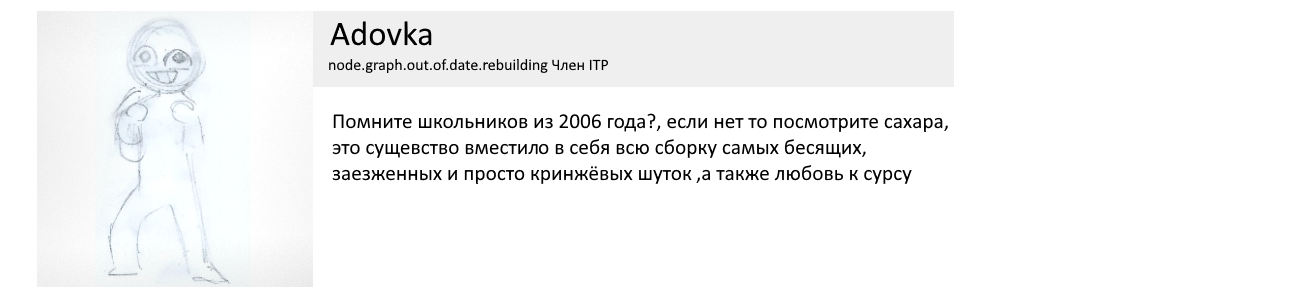 Adovka
node.graph.out.of.date.rebuilding Член ITP
Помните школьников из 2006 года?, если нет то посмотрите сахара,
это сущевство вместило в себя всю сборку самых бесящих,
заезженных и просто кринжёвых шуток ,а также любовь к сурсу